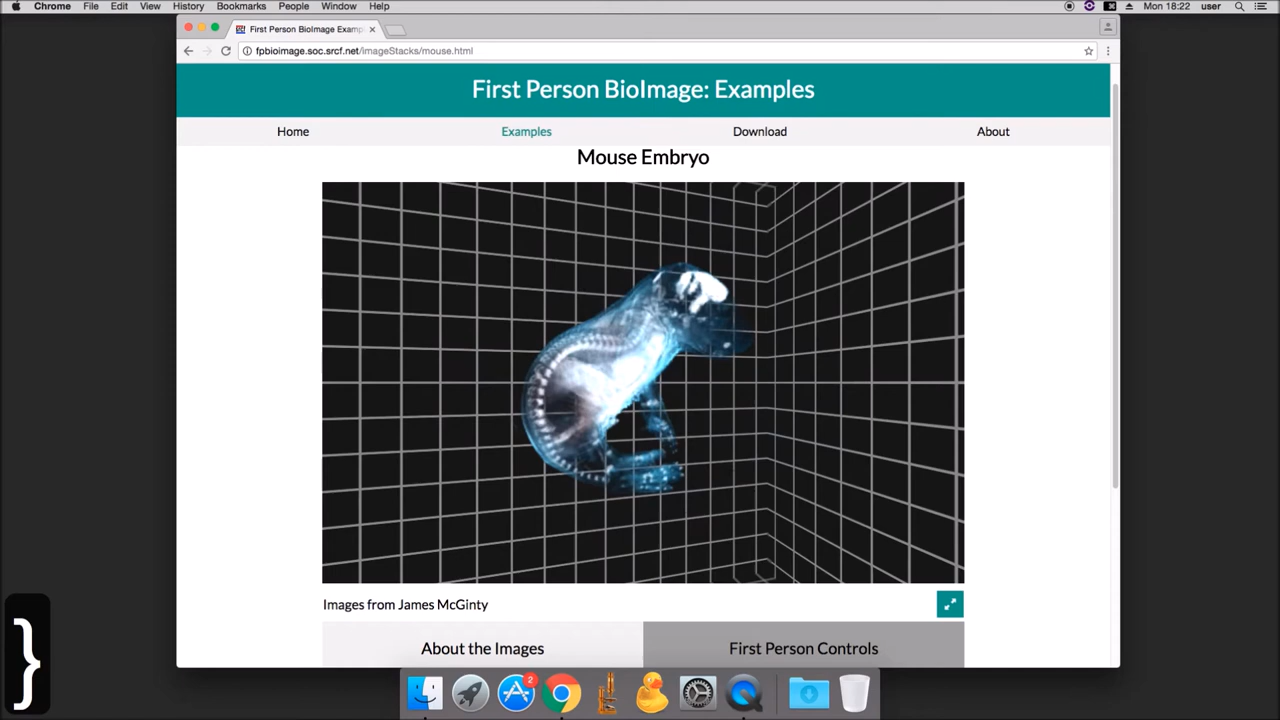 Chrome File Edit View History Bookmarks People Window Help Mon 18:22 user
First Person BioImage Examp
fpbioimage.soc.srcf.net/imageStacks/mouse.html
First Person BioImage: Examples
Home Examples Download About
Mouse Embryo
Images from James McGinty
About the Images First Person Controls
}
2